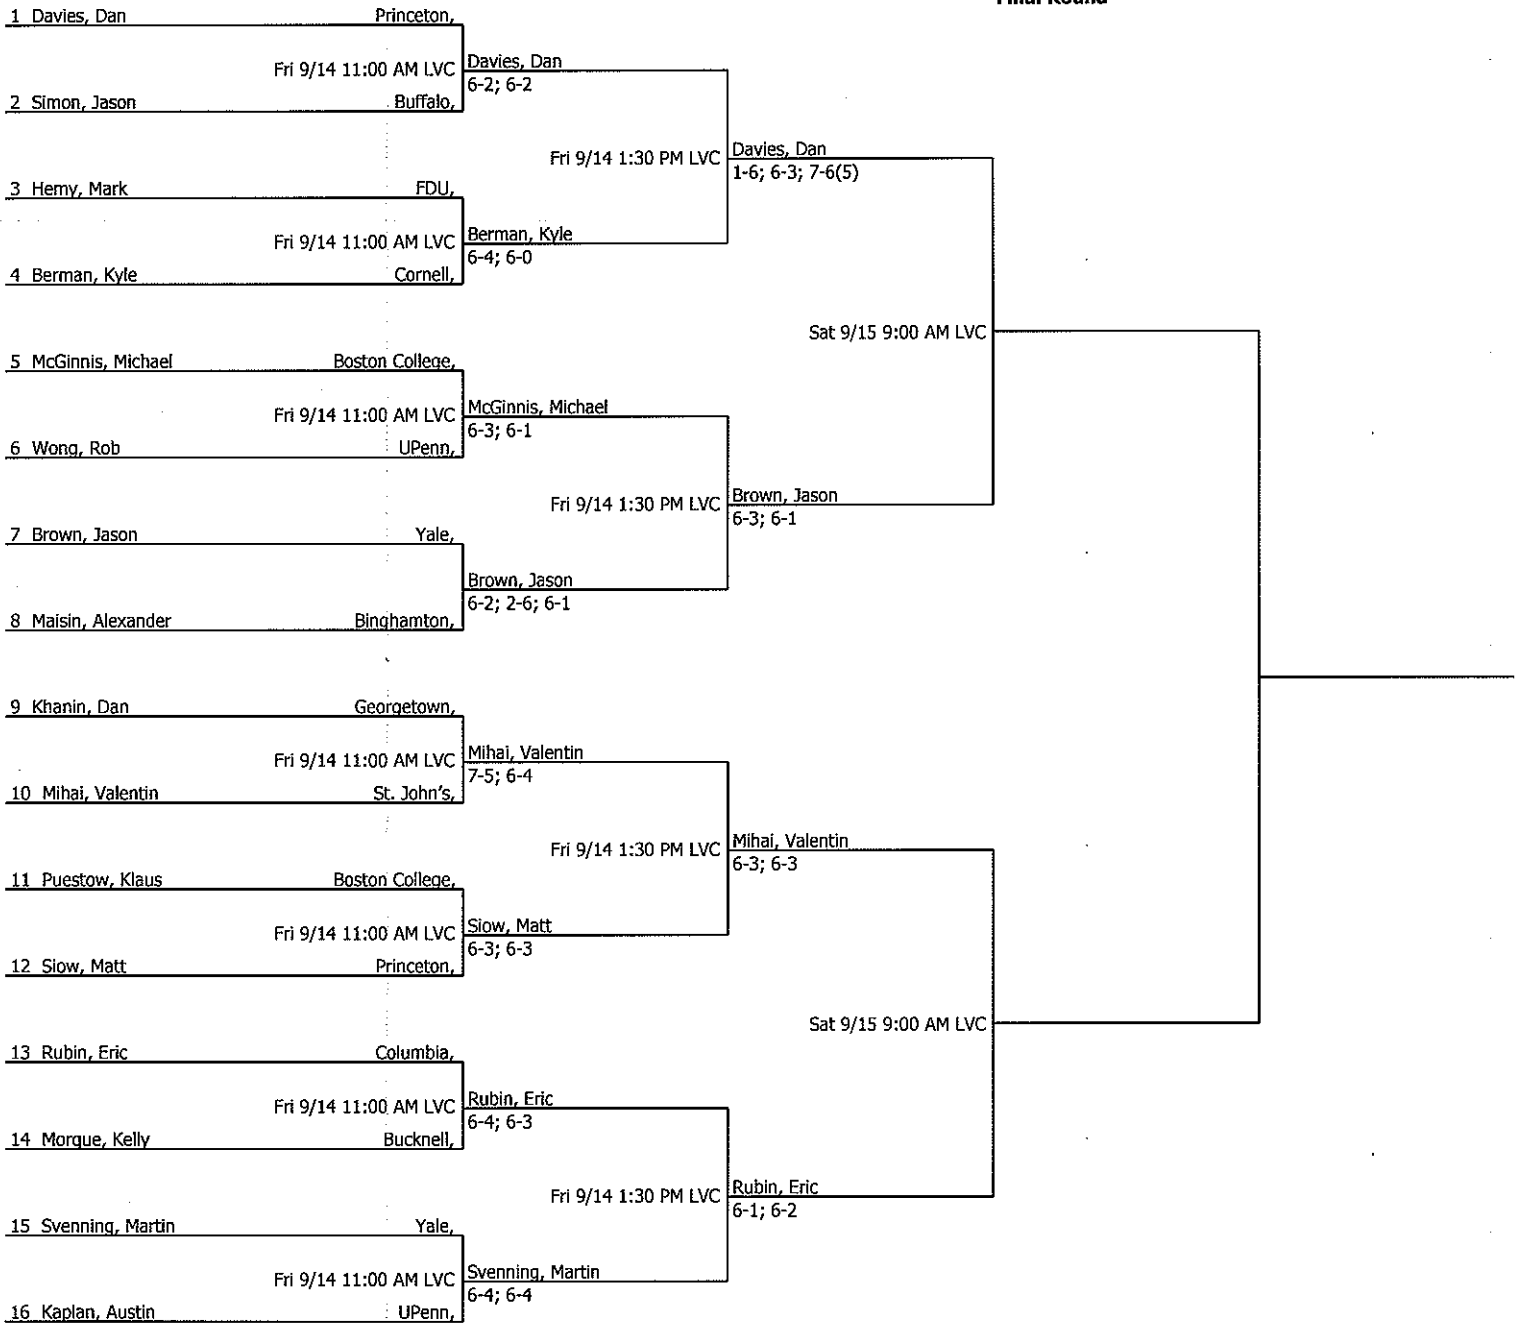 Final Round
1 Davies, Dan Princeton,
Fri 9/14 11:00 AM LVC
Davies, Dan
6-2; 6-2
2 Simon, Jason Buffalo,
Fri 9/14 1:30 PM LVC
Davies, Dan
1-6; 6-3; 7-6(5)
3 Hemy, Mark FDU,
Fri 9/14 11:00 AM LVC
Berman, Kyle
6-4; 6-0
4 Berman, Kyle Cornell,
Sat 9/15 9:00 AM LVC
5 McGinnis, Michael Boston College,
Fri 9/14 11:00 AM LVC
McGinnis, Michael
6-3; 6-1
6 Wong, Rob UPenn,
Fri 9/14 1:30 PM LVC
Brown, Jason
6-3; 6-1
7 Brown, Jason Yale,
Brown, Jason
6-2; 2-6; 6-1
8 Maisin, Alexander Binghamton,
9 Khanin, Dan Georgetown,
Fri 9/14 11:00 AM LVC
Mihai, Valentin
7-5; 6-4
10 Mihai, Valentin St. John's,
Fri 9/14 1:30 PM LVC
Mihai, Valentin
6-3; 6-3
11 Puestow, Klaus Boston College,
Fri 9/14 11:00 AM LVC
Siow, Matt
6-3; 6-3
12 Siow, Matt Princeton,
Sat 9/15 9:00 AM LVC
13 Rubin, Eric Columbia,
Fri 9/14 11:00 AM LVC
Rubin, Eric
6-4; 6-3
14 Morgue, Kelly Bucknell,
Fri 9/14 1:30 PM LVC
Rubin, Eric
6-1; 6-2
15 Svenning, Martin Yale,
Fri 9/14 11:00 AM LVC
Svenning, Martin
6-4; 6-4
16 Kaplan, Austin UPenn,